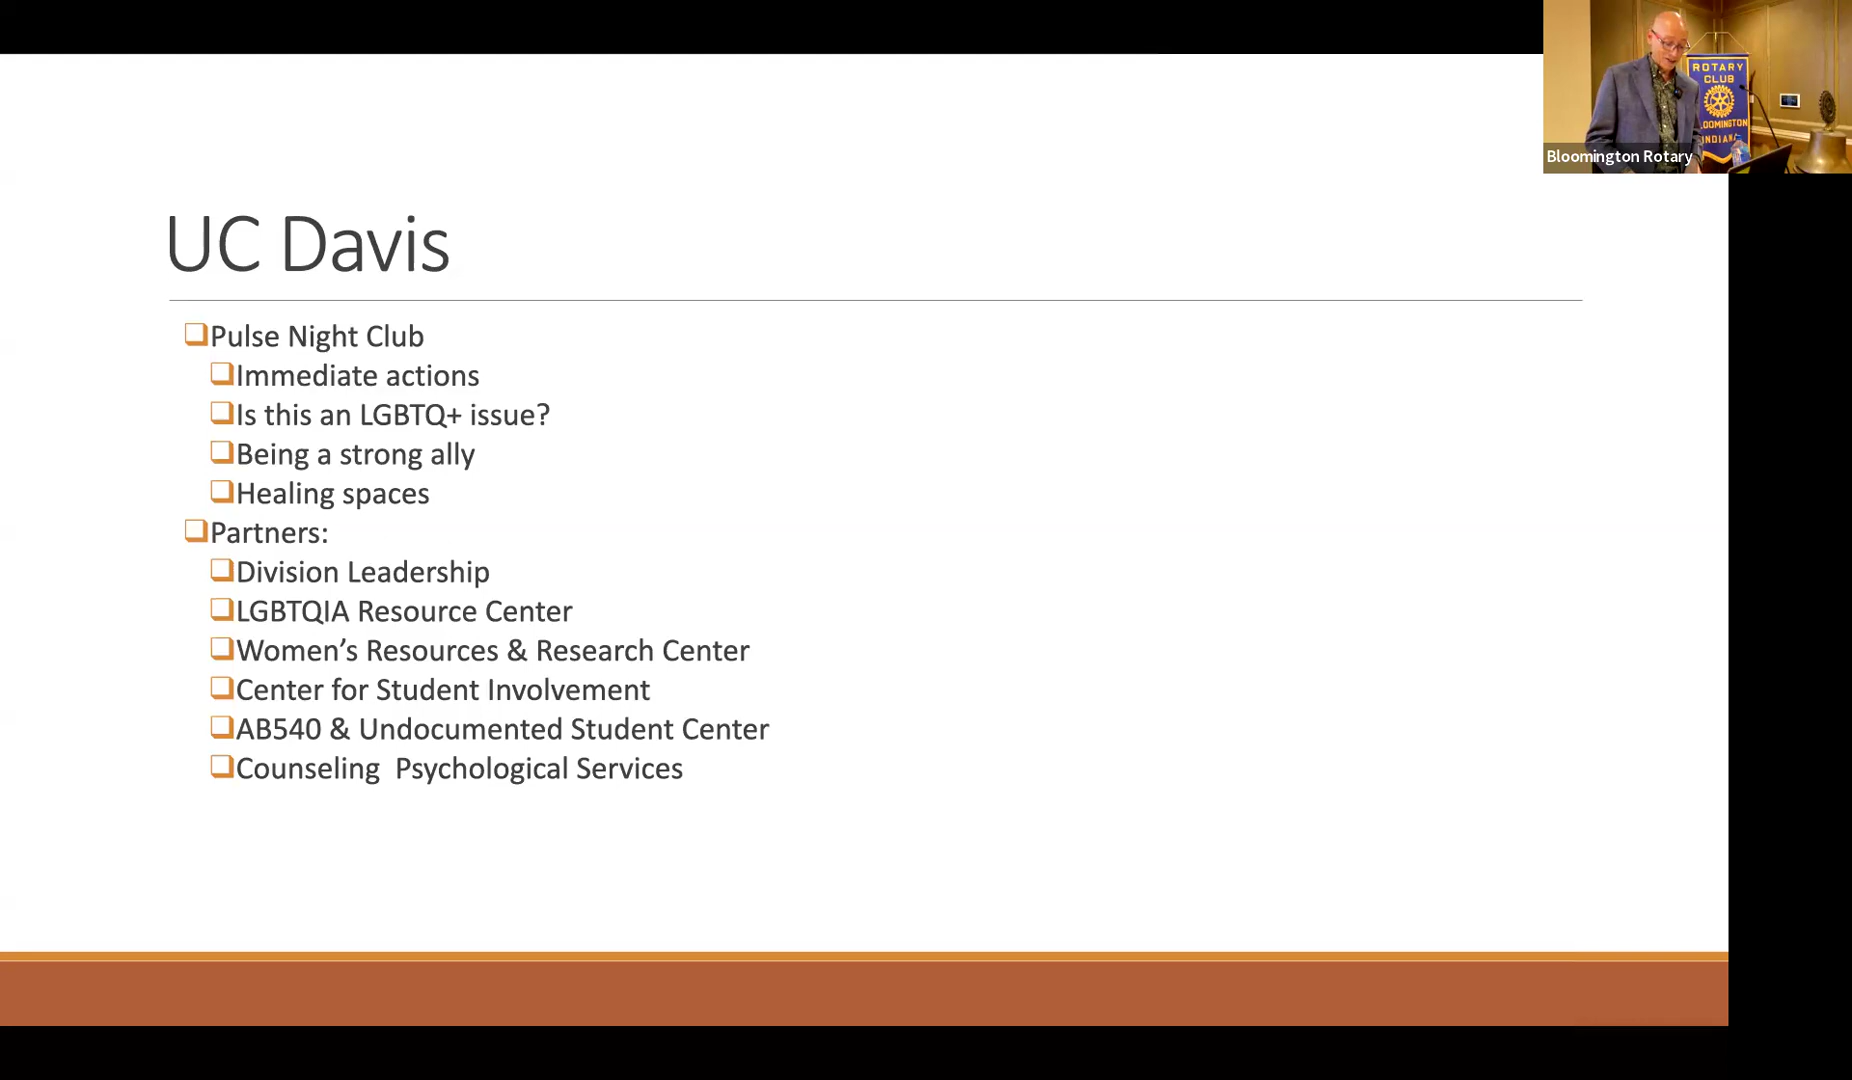 ROTARY
CLUB
LOOMINGTON
INDIANA
Bloomington Rotary
UC Davis
Pulse Night Club
Immediate actions
Is this an LGBTQ+ issue?
Being a strong ally
Healing spaces
Partners:
Division Leadership
LGBTQIA Resource Center
Women’s Resources & Research Center
Center for Student Involvement
AB540 & Undocumented Student Center
Counseling  Psychological Services